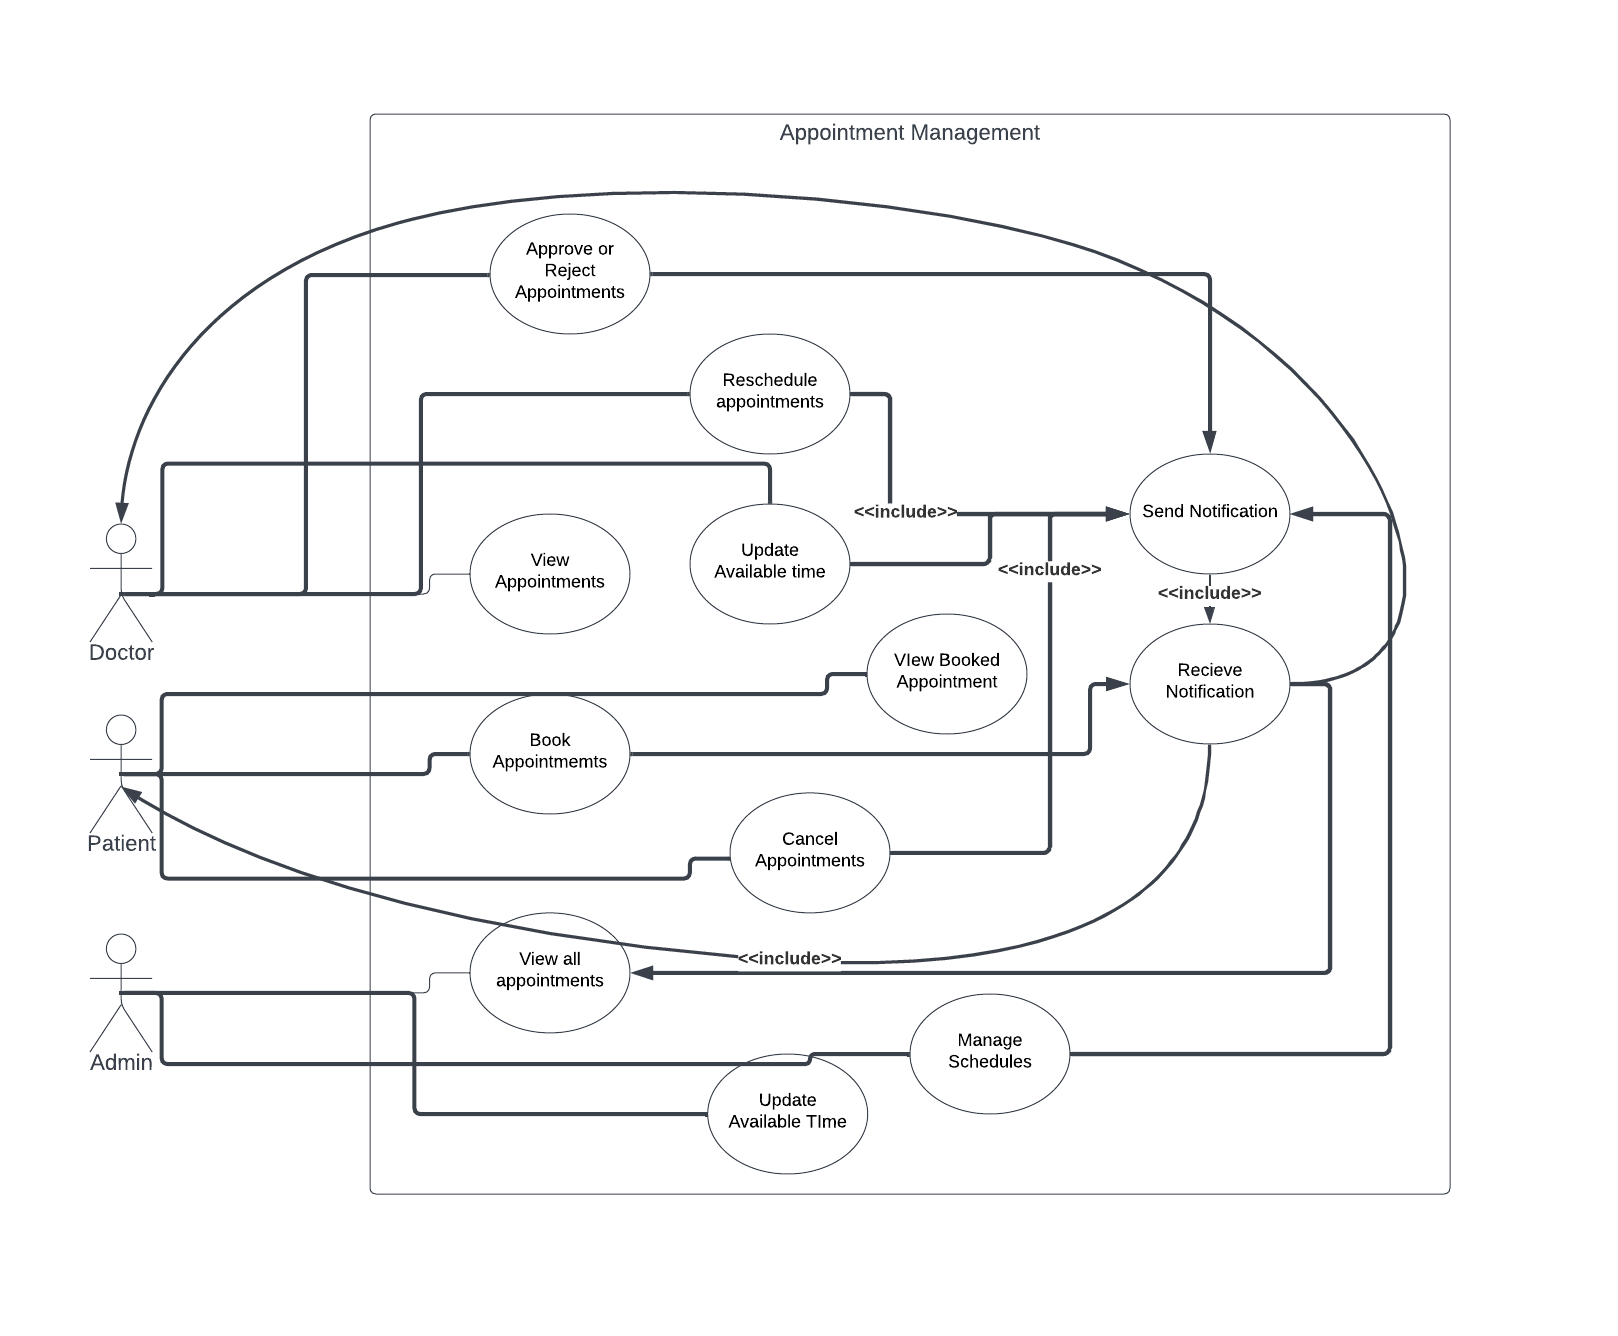 Appointment Management
Approve or
Reject
Appointments
Reschedule
appointments
<<include>>
Send Notification
View
Appointments
Update
Available time
<<include>>
<<include>>
Doctor
VIew Booked
Appointment
Recieve
Notification
Book
Appointmemts
Patient
Cancel
Appointments
<<include>>
View all
appointments
Admin
Manage
Schedules
Update
Available TIme